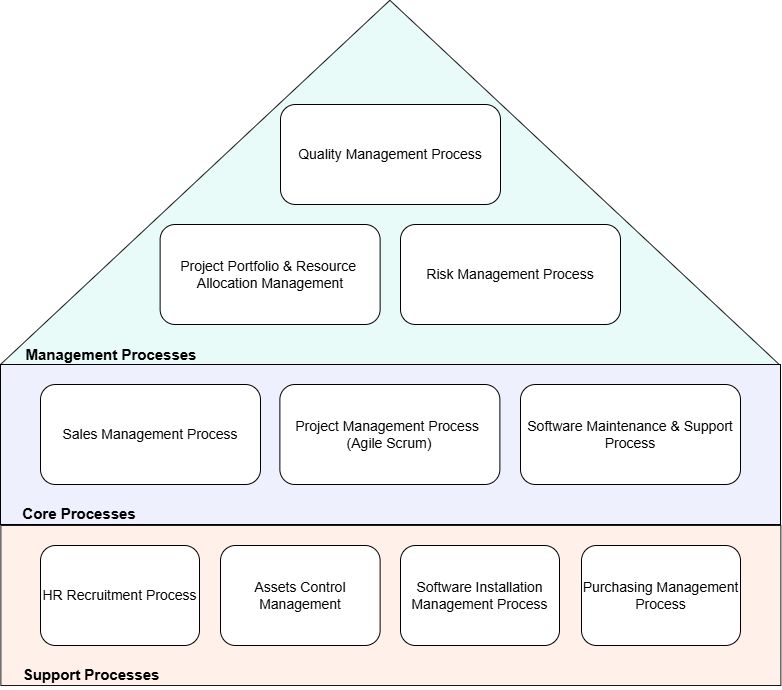 Quality Management Process
Project Portfolio & Resource
Allocation Management
Risk Management Process
Management Processes
Sales Management Process
Project Management Process
(Agile Scrum)
Software Maintenance & Support
Process
Core Processes
HR Recruitment Process
Assets Control
Management
Software Installation
Management Process
Purchasing Management
Process
Support Processes